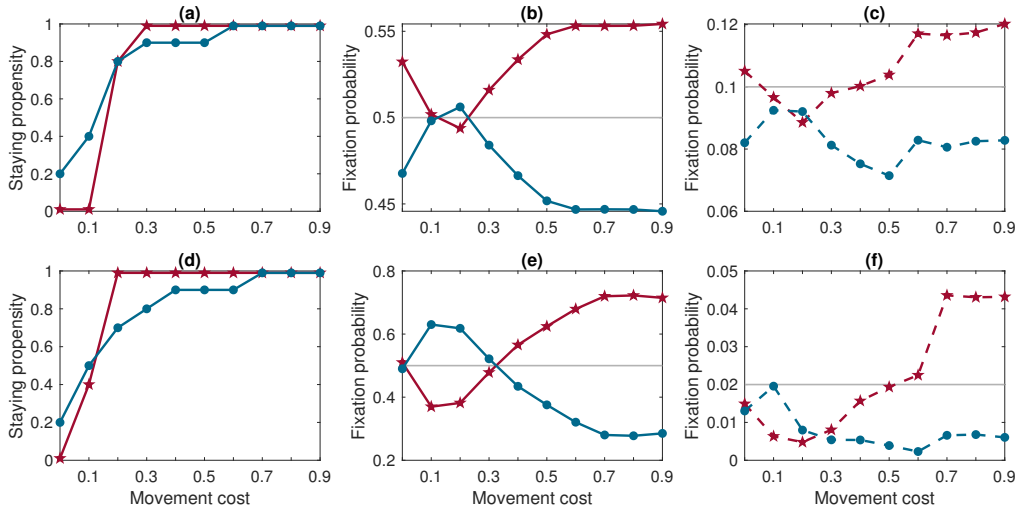 (a)
Staying propensity
1
0.8
0.6
0.4
0.2
0
0.1 0.3 0.5 0.7 0.9
(b)
Fixation probability
0.55
0.5
0.45
0.1 0.3 0.5 0.7 0.9
(c)
Fixation probability
0.12
0.1
0.08
0.06
0.1 0.3 0.5 0.7 0.9
(d)
Staying propensity
1
0.8
0.6
0.4
0.2
0
0.1 0.3 0.5 0.7 0.9
Movement cost
(e)
Fixation probability
0.8
0.6
0.4
0.2
0.1 0.3 0.5 0.7 0.9
Movement cost
(f)
Fixation probability
0.05
0.04
0.03
0.02
0.01
0
0.1 0.3 0.5 0.7 0.9
Movement cost